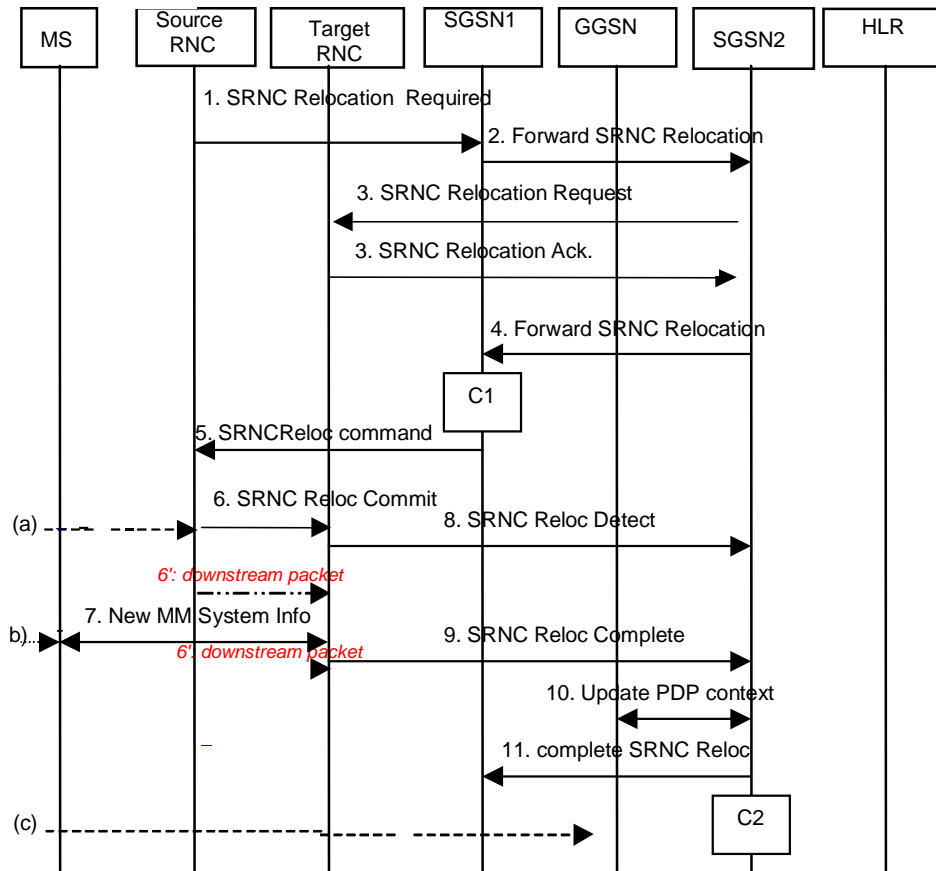 MS
Source
RNC
Target
RNC
SGSN1
GGSN
SGSN2
HLR
1. SRNC Relocation Required
2. Forward SRNC Relocation
3. SRNC Relocation Request
3. SRNC Relocation Ack.
4. Forward SRNC Relocation
C1
5. SRNCReloc command
6. SRNC Reloc Commit
(a)
8. SRNC Reloc Detect
6': downstream packet
7. New MM System Info
b)
9. SRNC Reloc Complete
6': downstream packet
10. Update PDP context
11. complete SRNC Reloc
C2
(c)